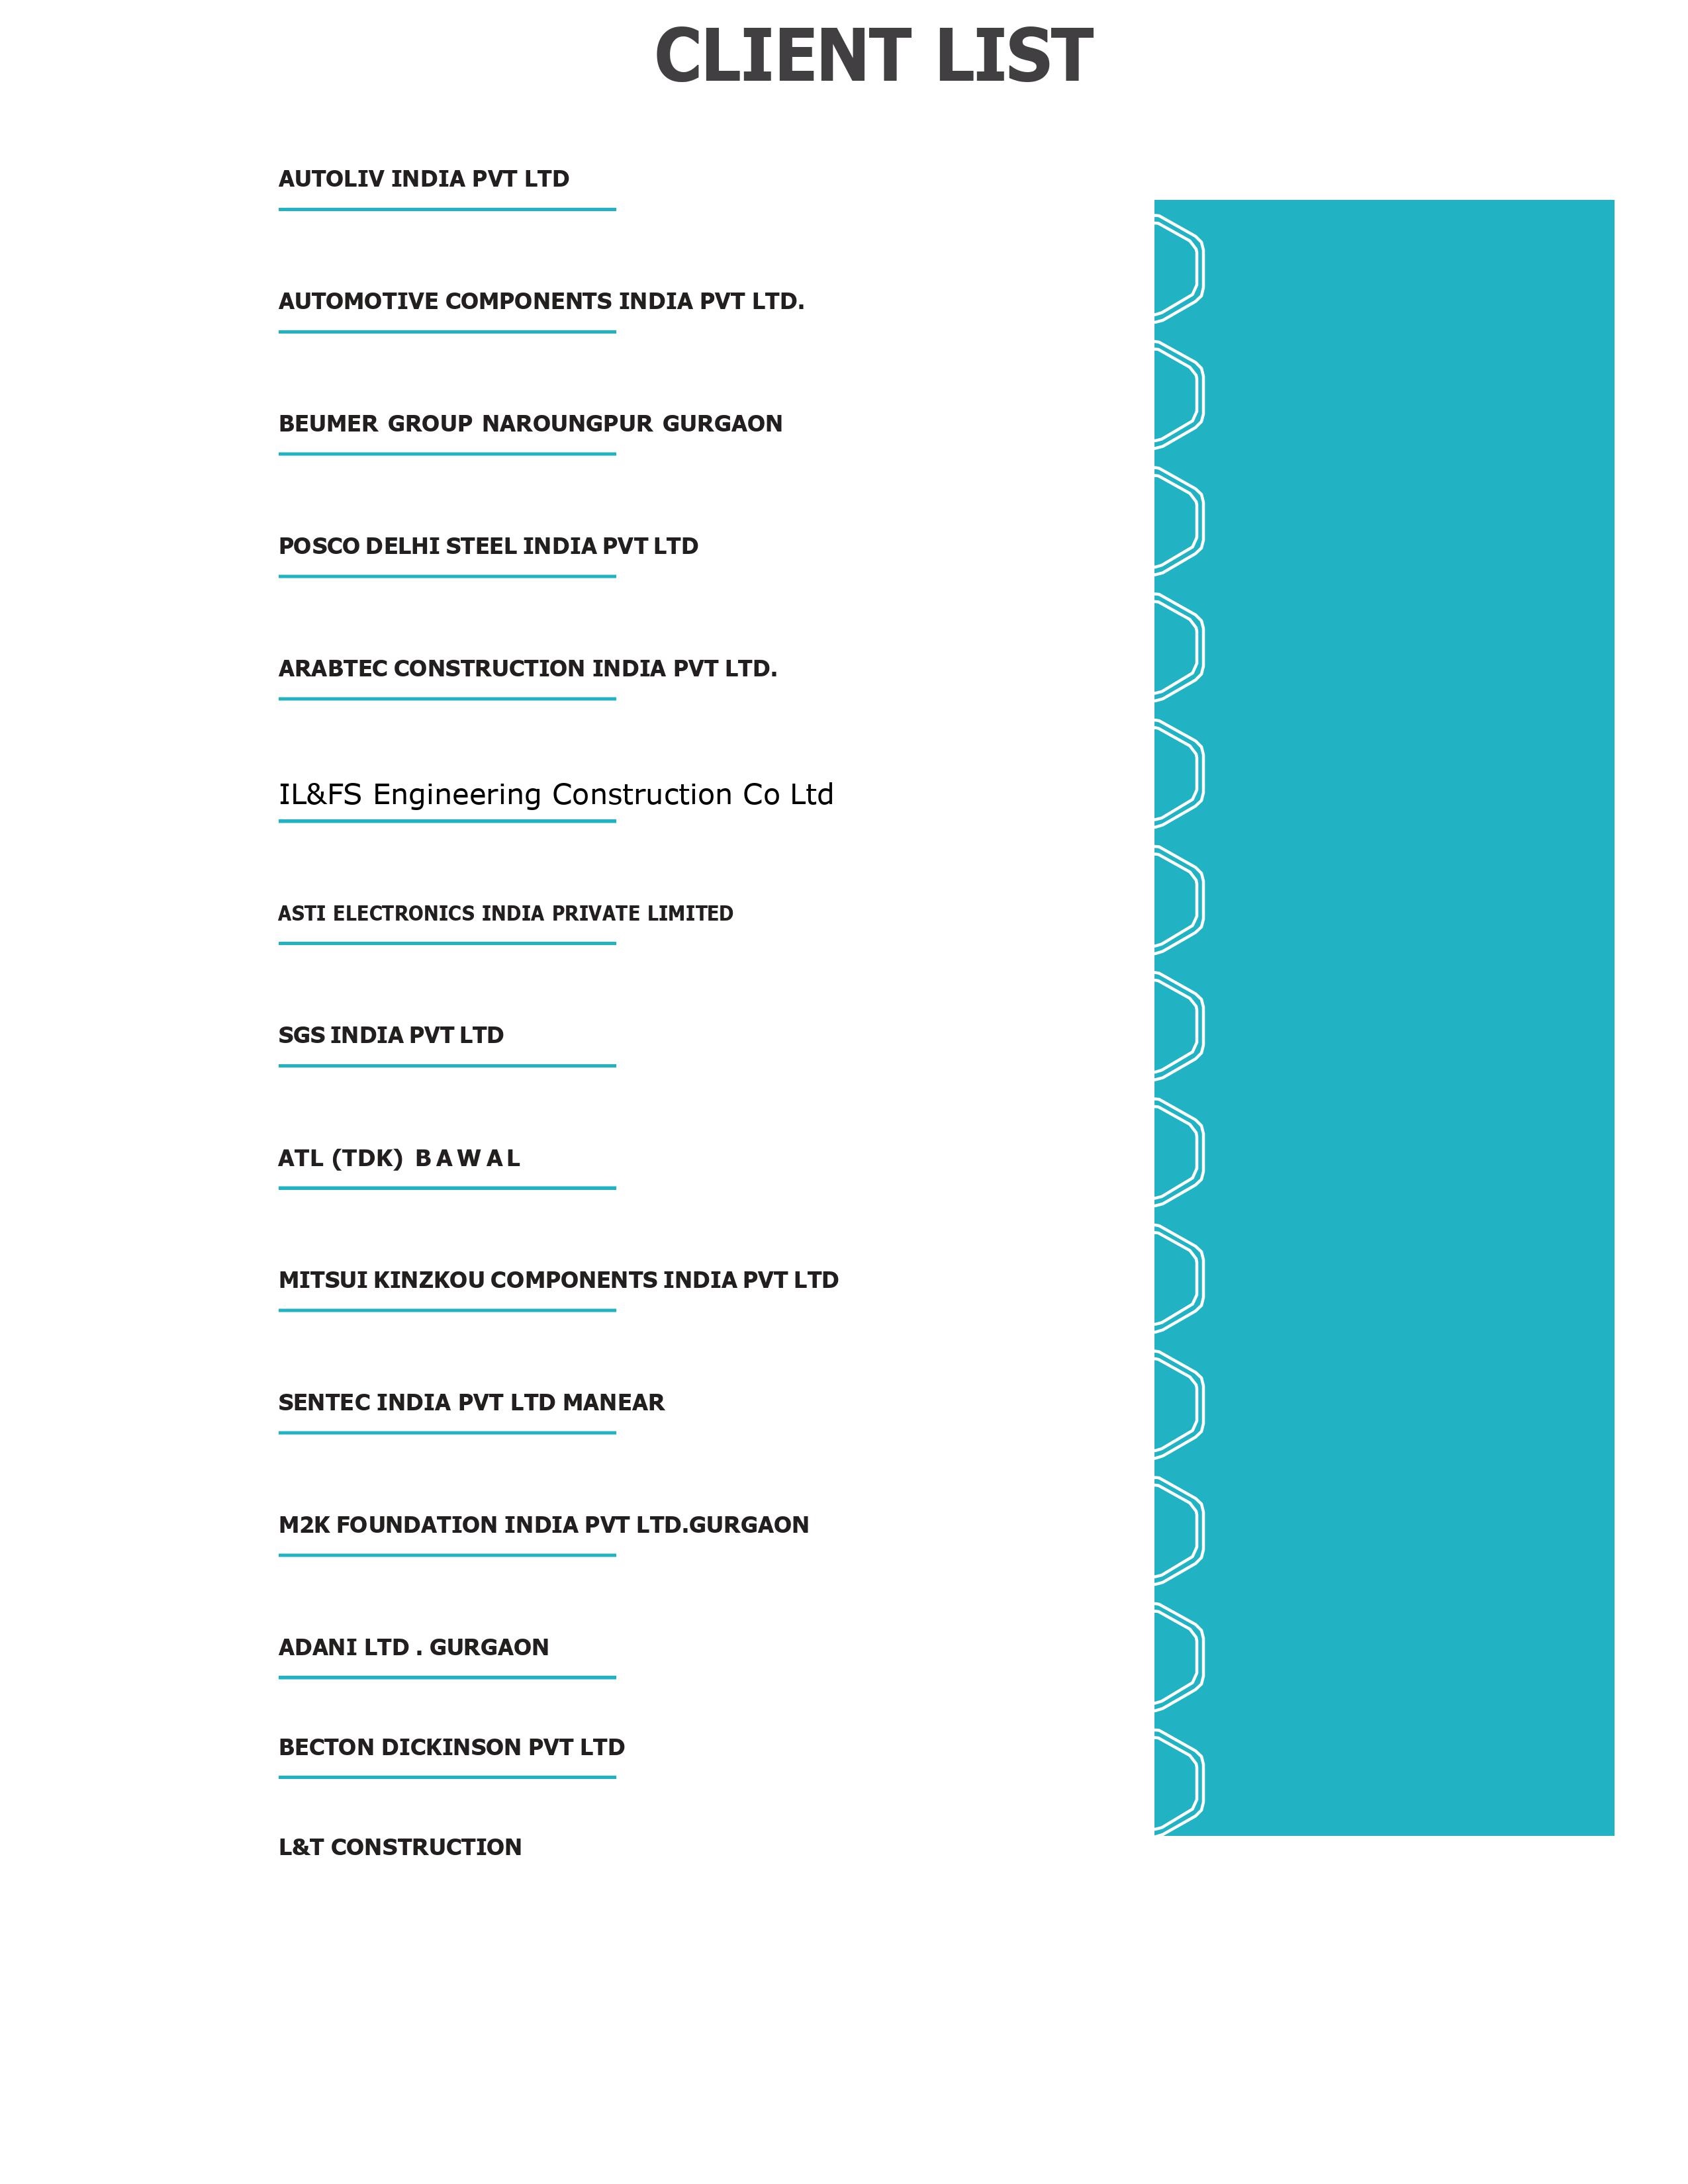 CLIENT LIST
AUTOLIV INDIA PVT LTD
AUTOMOTIVE COMPONENTS INDIA PVT LTD.
BEUMER GROUP NAROUNGPUR GURGAON
POSCO DELHI STEEL INDIA PVT LTD
ARABTEC CONSTRUCTION INDIA PVT LTD.
IL&FS Engineering Construction Co Ltd
ASTI ELECTRONICS INDIA PRIVATE LIMITED
SGS INDIA PVT LTD
ATL (TDK) BAWAL
MITSUI KINZKOU COMPONENTS INDIA PVT LTD
SENTEC INDIA PVT LTD MANEAR
M2K FOUNDATION INDIA PVT LTD.GURGAON
ADANI LTD . GURGAON
BECTON DICKINSON PVT LTD
L&T CONSTRUCTION